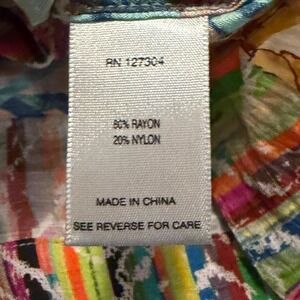 RN 127304
80% RAYON
20% NYLON
MADE IN CHINA
SEE REVERSE FOR CARE